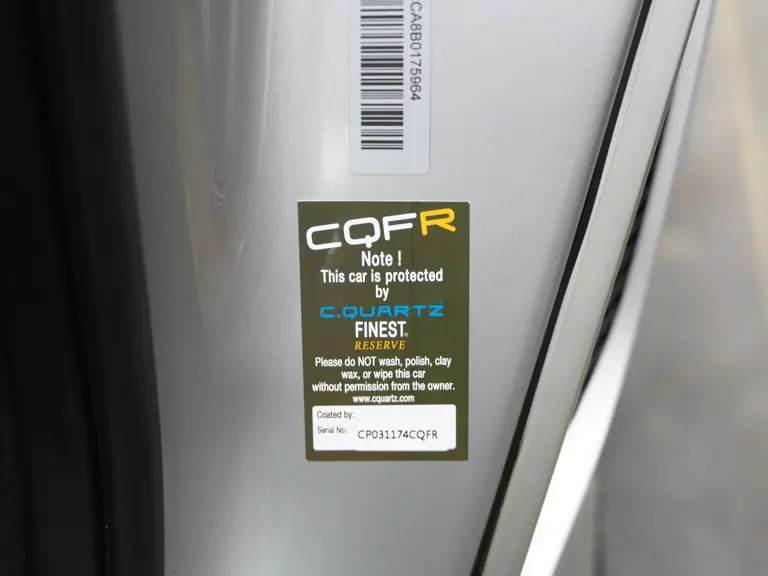 CA8B0175964
CQFR
Note !
This car is protected
by
C.QUARTZ
FINEST®
RESERVE
Please do NOT wash, polish, clay
wax, or wipe this car
without permission from the owner.
www.cquartz.com
Coated by:
Serial No.: CP031174CQFR